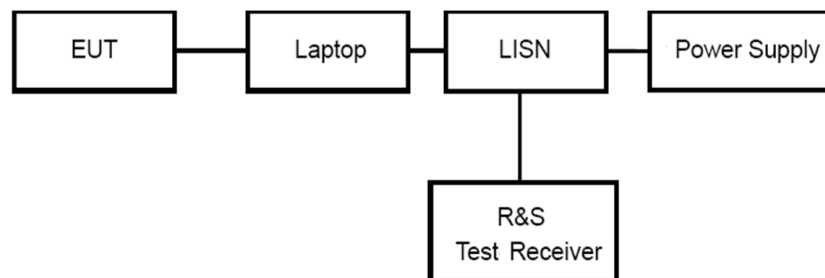 EUT
Laptop
LISN
Power Supply
R&S
Test Receiver